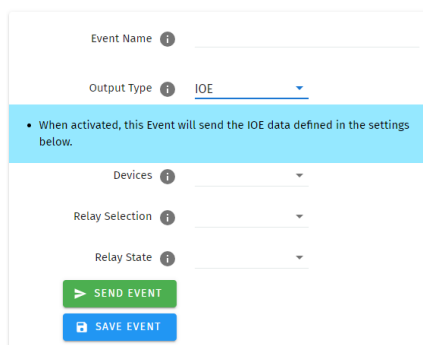 Event Name
Output Type IOE
• When activated, this Event will send the IOE data defined in the settings
below.
Devices
Relay Selection
Relay State
SEND EVENT
SAVE EVENT